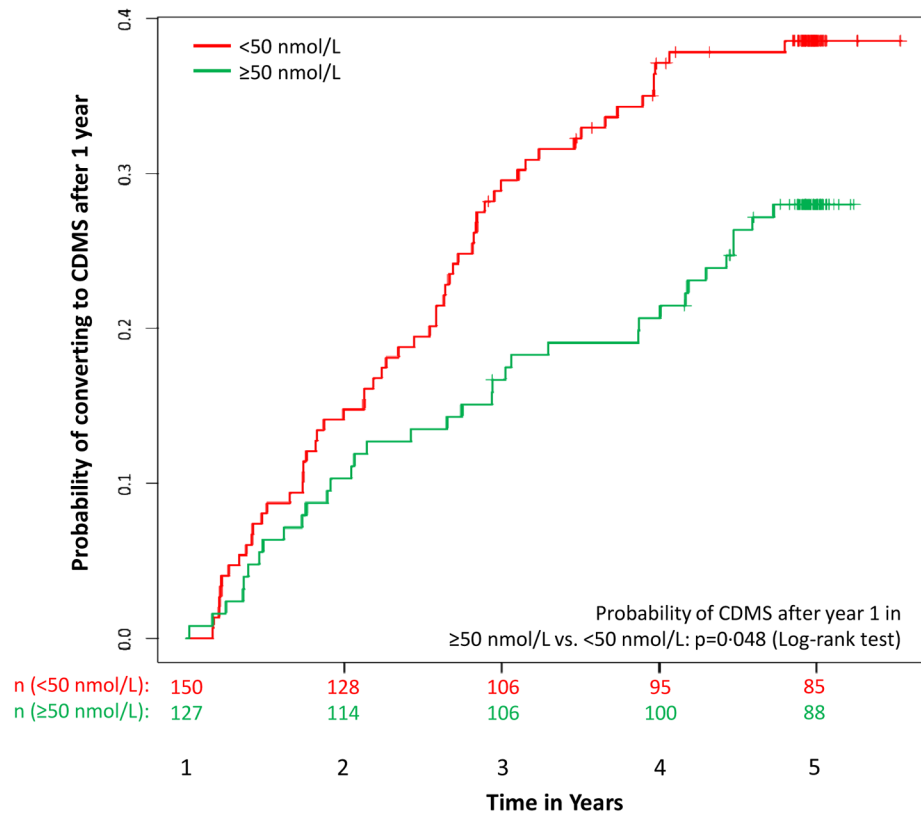 0.4
<50 nmol/L
≥50 nmol/L
0.3
Probability of converting to CDMS after 1 year
0.2
0.1
0.0
Probability of CDMS after year 1 in
≥50 nmol/L vs. <50 nmol/L: p=0·048 (Log-rank test)
n (<50 nmol/L): 150 128 106 95 85
n (≥50 nmol/L): 127 114 106 100 88
1 2 3 4 5
Time in Years